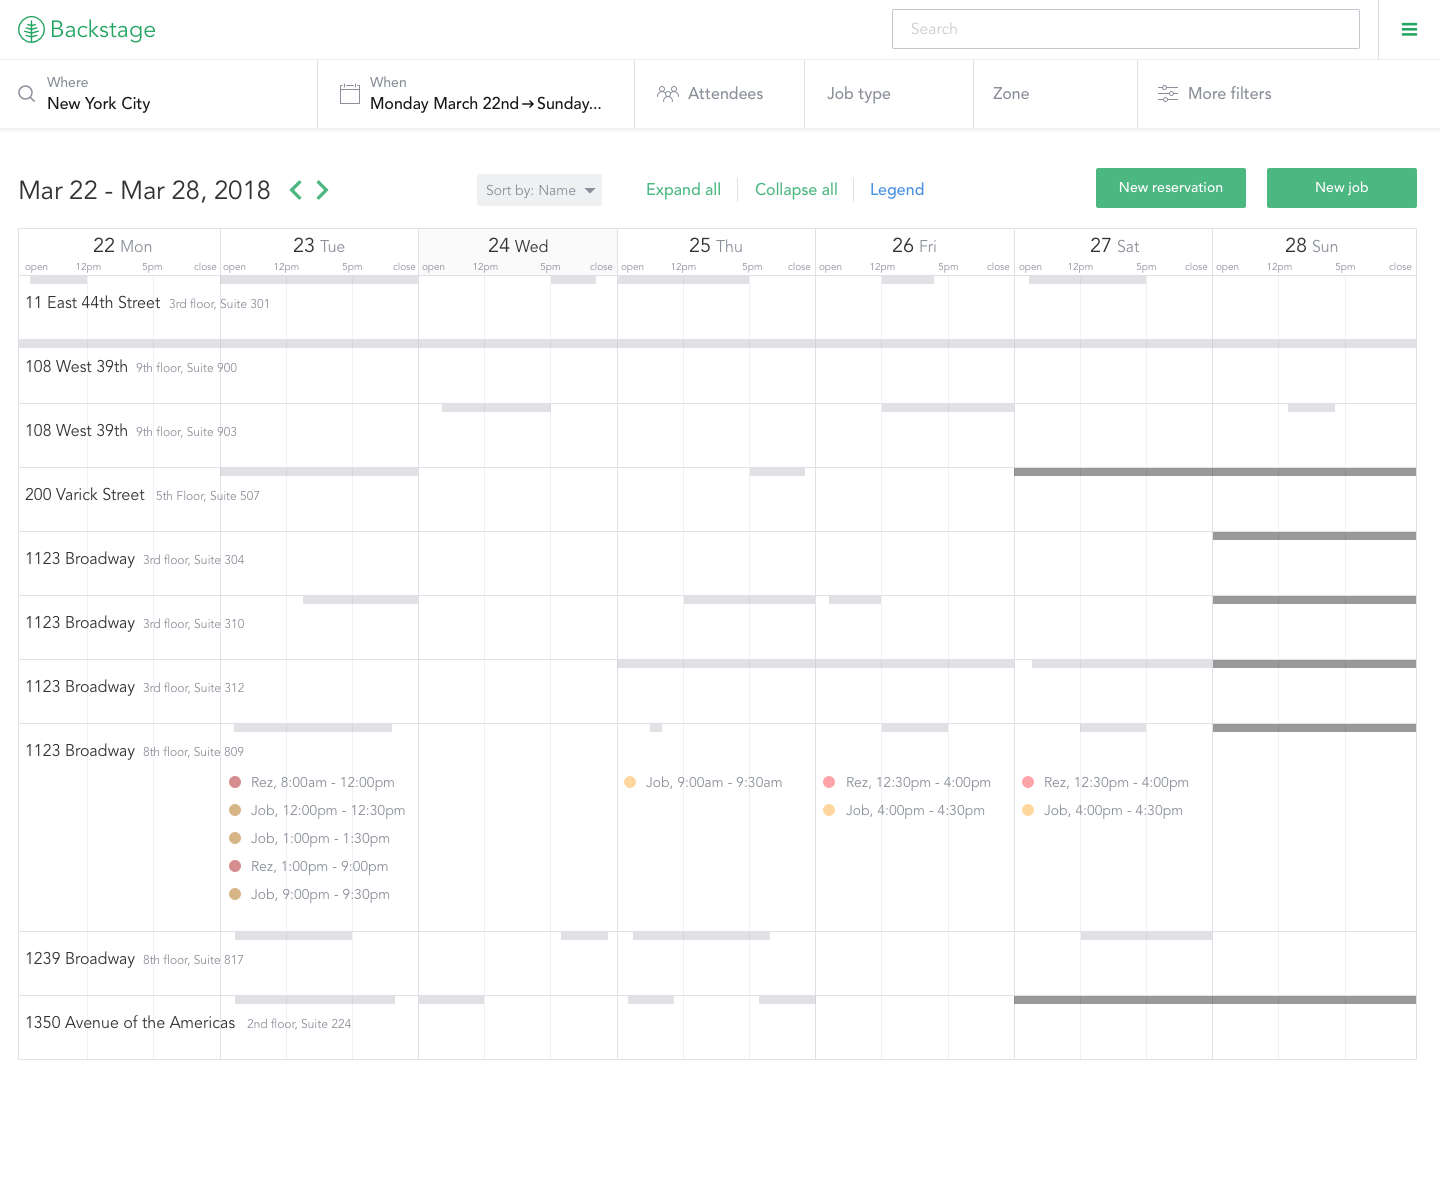 Backstage
Search
Where
New York City
When
Monday March 22nd→Sunday...
Attendees
Job type
Zone
More filters
Mar 22 - Mar 28, 2018
Sort by: Name
Expand all
Collapse all
Legend
New reservation
New job
22 Mon
23 Tue
24 Wed
25 Thu
26 Fri
27 Sat
28 Sun
open 12pm 5pm close open 12pm 5pm close open 12pm 5pm close open 12pm 5pm close open 12pm 5pm close open 12pm 5pm close open 12pm 5pm close
11 East 44th Street 3rd floor, Suite 301
108 West 39th 9th floor, Suite 900
108 West 39th 9th floor, Suite 903
200 Varick Street 5th Floor, Suite 507
1123 Broadway 3rd floor, Suite 304
1123 Broadway 3rd floor, Suite 310
1123 Broadway 3rd floor, Suite 312
1123 Broadway 8th floor, Suite 809
Rez, 8:00am - 12:00pm
Job, 12:00pm - 12:30pm
Job, 1:00pm - 1:30pm
Rez, 1:00pm - 9:00pm
Job, 9:00pm - 9:30pm
Job, 9:00am - 9:30am
Rez, 12:30pm - 4:00pm
Job, 4:00pm - 4:30pm
Rez, 12:30pm - 4:00pm
Job, 4:00pm - 4:30pm
1239 Broadway 8th floor, Suite 817
1350 Avenue of the Americas 2nd floor, Suite 224